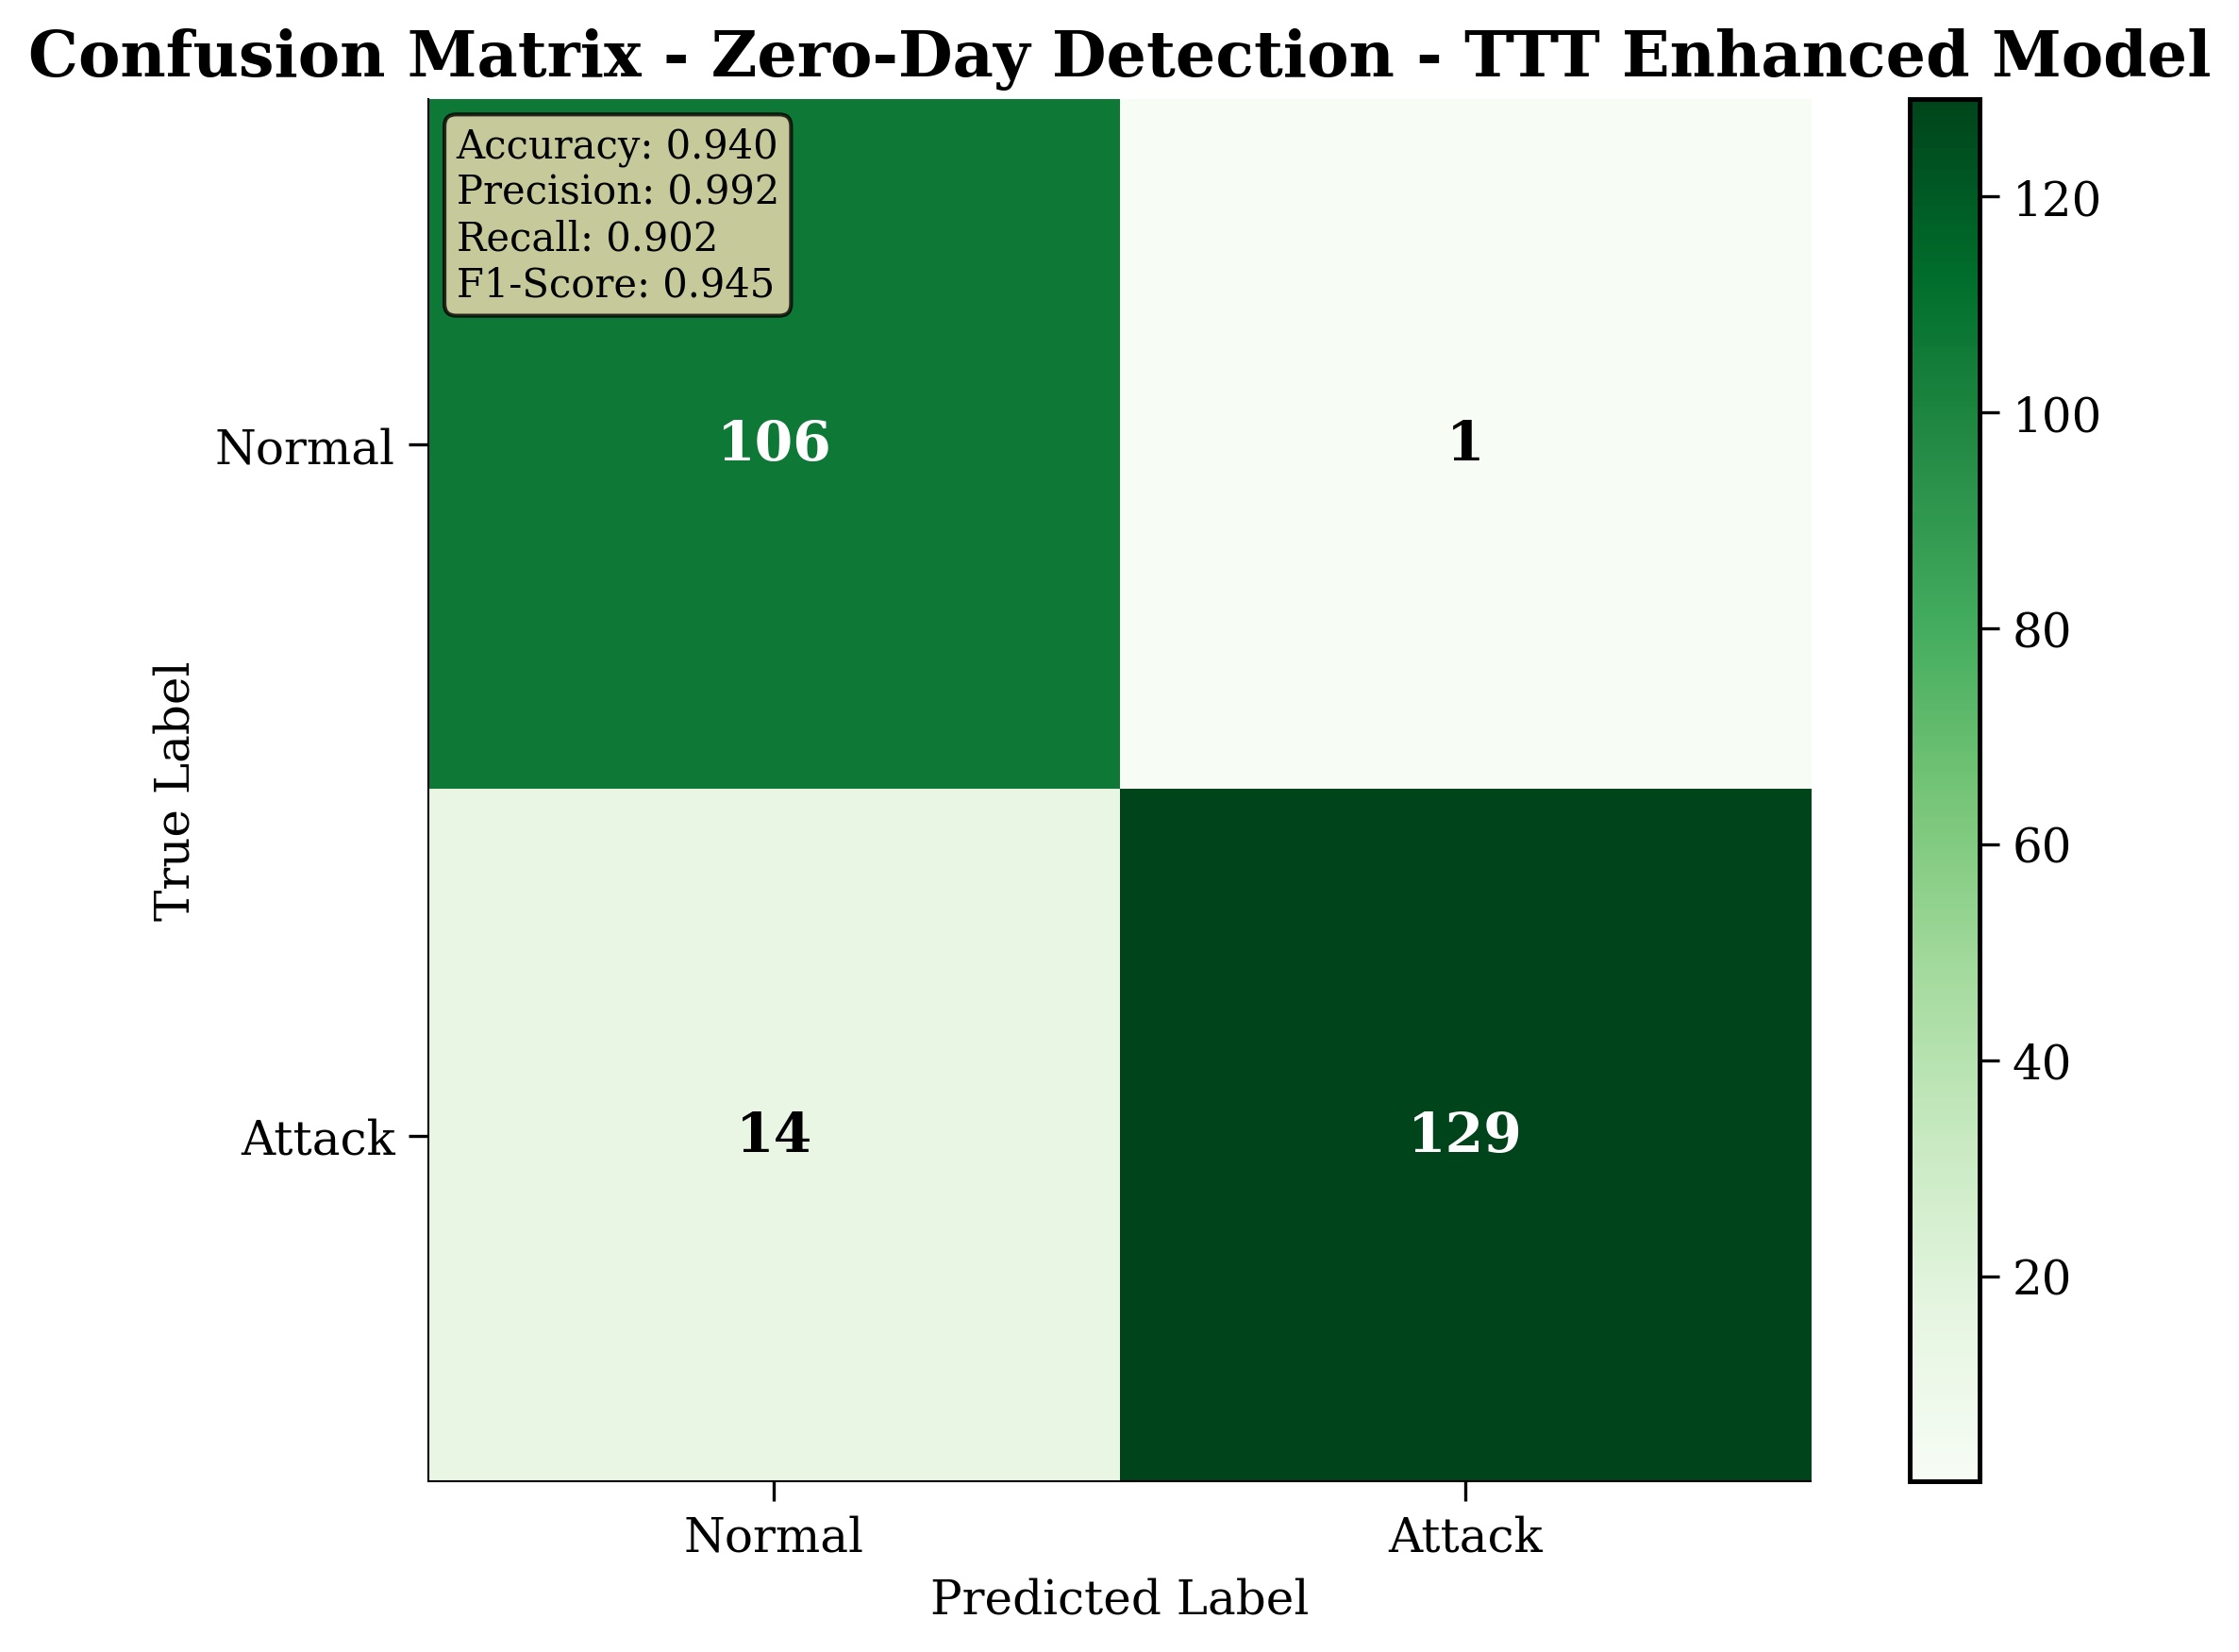 Confusion Matrix - Zero-Day Detection - TTT Enhanced Model
Accuracy: 0.940
Precision: 0.992
Recall: 0.902
F1-Score: 0.945
True Label
Normal
106
1
Attack
14
129
Normal
Attack
Predicted Label
120
100
80
60
40
20